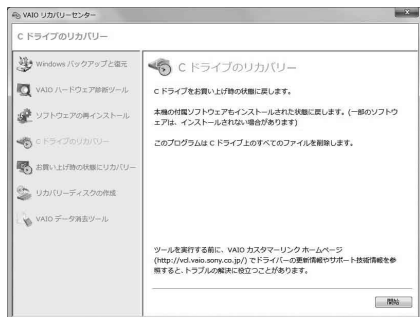 VAIO リカバリーセンター
C ドライブのリカバリー
Windows バックアップと復元
VAIO ハードウェア診断ツール
ソフトウェアの再インストール
C ドライブのリカバリー
お買い上げ時の状態にリカバリー
リカバリーディスクの作成
VAIO データ消去ツール
C ドライブのリカバリー
C ドライブをお買い上げ時の状態に戻します。
本機の付属ソフトウェアもインストールされた状態に戻します。(一部のソフトウ
ェアは、インストールされない場合があります)
このプログラムは C ドライブ上のすべてのファイルを削除します。
ツールを実行する前に、VAIO カスタマーリンク ホームページ
(http://vcl.vaio.sony.co.jp/) でドライバーの更新情報やサポート技術情報を参
照すると、トラブルの解決に役立つことがあります。
開始